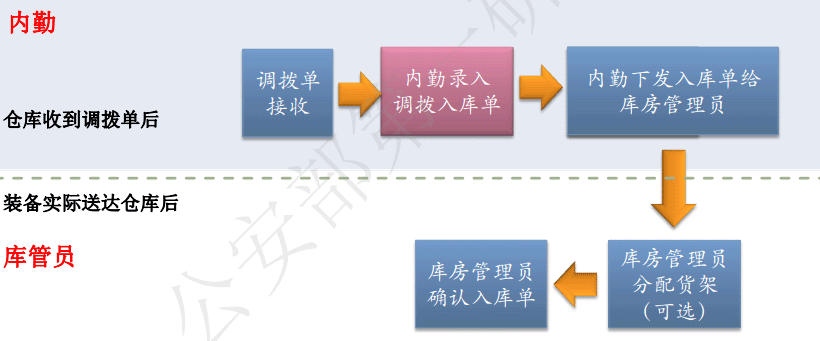 内勤
调拨单
接收
内勤录入
调拨入库单
内勤下发入库单给
库房管理员
仓库收到调拨单后
装备实际送达仓库后
库管员
库房管理员
确认入库单
库房管理员
分配货架
（可选）
公安部第一研